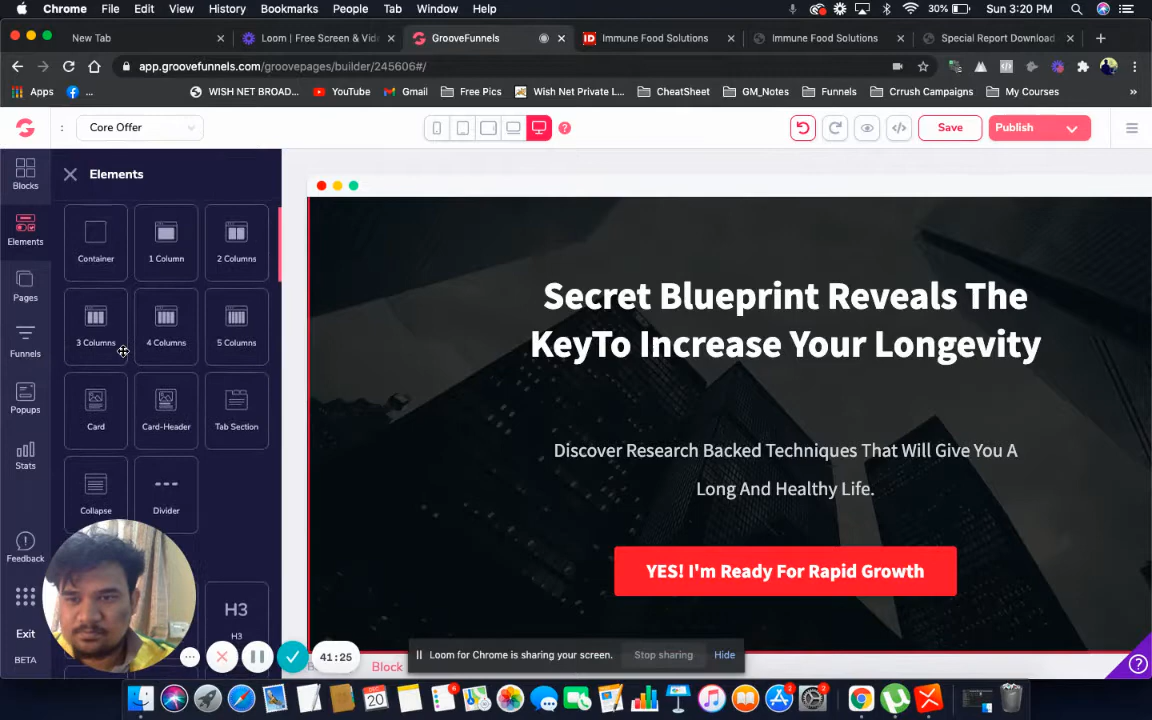 Chrome File Edit View History Bookmarks People Tab Window Help 30% Sun 3:20 PM
New Tab Loom | Free Screen & Vide GrooveFunnels Immune Food Solutions Immune Food Solutions Special Report Download
app.groovefunnels.com/groovepages/builder/245606#/
Apps ... WISH NET BROAD... YouTube Gmail Free Pics Wish Net Private L... CheatSheet GM_Notes Funnels Crrush Campaigns My Courses »
: Core Offer ? Save Publish
Blocks
Elements
Pages
Funnels
Popups
Stats
Feedback
Exit
BETA
Elements
Container 1 Column 2 Columns
3 Columns 4 Columns 5 Columns
Card Card-Header Tab Section
Collapse Divider
H3
H3
Secret Blueprint Reveals The
KeyTo Increase Your Longevity
Discover Research Backed Techniques That Will Give You A
Long And Healthy Life.
YES! I'm Ready For Rapid Growth
41:25
Loom for Chrome is sharing your screen. Stop sharing Hide
Block
DEC
20